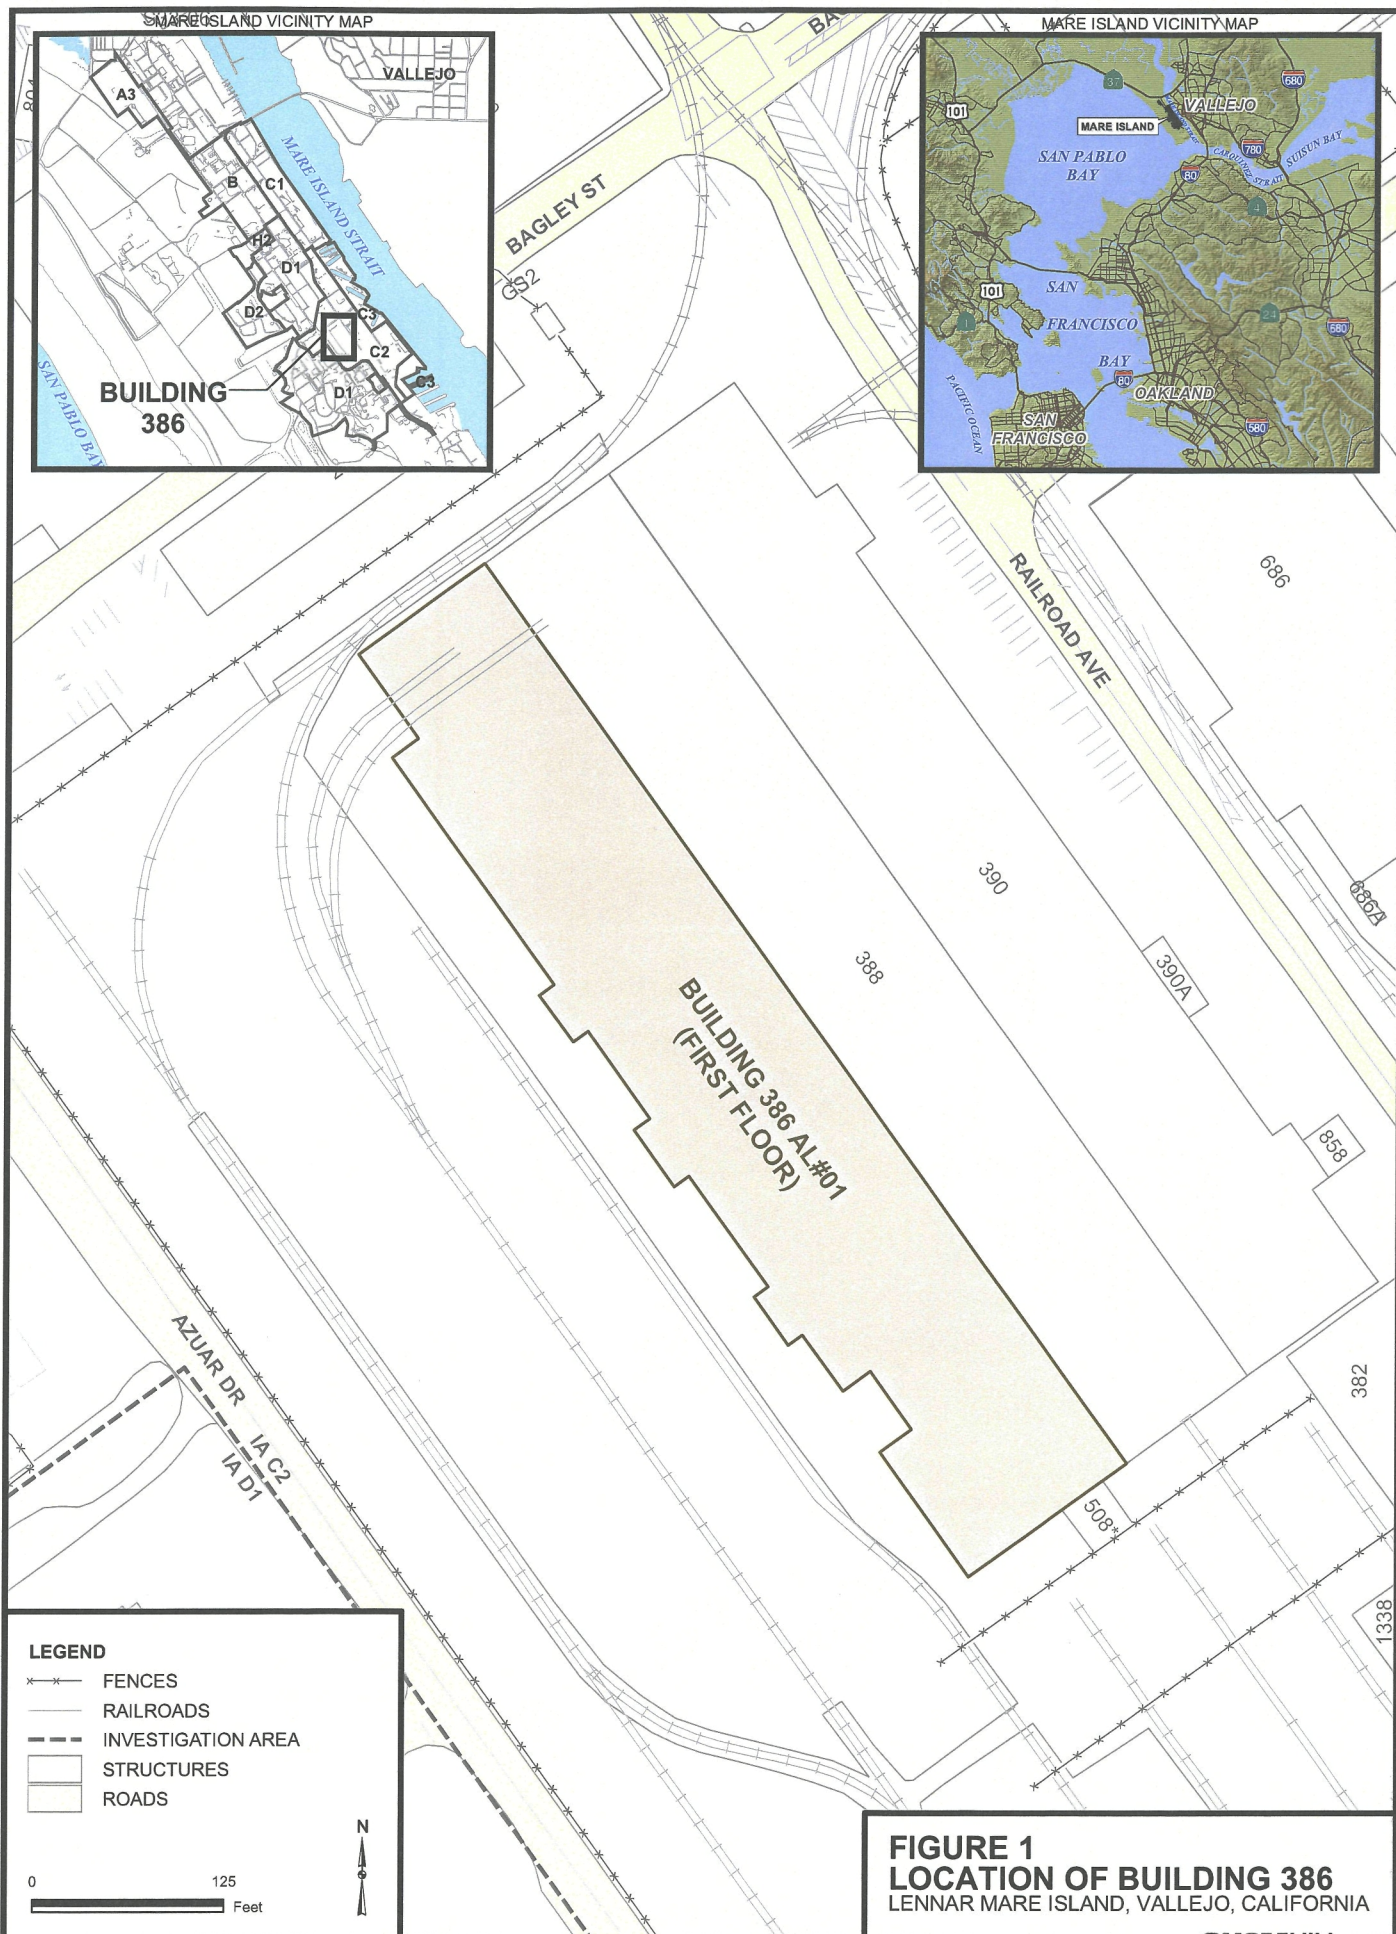 MARE ISLAND VICINITY MAP
A3
VALLEJO
B
C1
MARE ISLAND STRAIT
H2
D1
D2
C3
C2
BUILDING
386
D1
C3
SAN PABLO BAY
MARE ISLAND VICINITY MAP
37
680
101
VALLEJO
MARE ISLAND
SAN PABLO
BAY
780
SUISUN BAY
CARQUINEZ STRAIT
80
4
101
SAN
FRANCISCO
BAY
1
24
680
80
OAKLAND
PACIFIC OCEAN
SAN
FRANCISCO
580
804
BAGLEY ST
GS2
RAILROAD AVE
686
686A
390
388
390A
858
BUILDING 386 AL#01
(FIRST FLOOR)
382
508*
1338
AZUAR DR
IA C2
IA D1
LEGEND
FENCES
RAILROADS
INVESTIGATION AREA
STRUCTURES
ROADS
N
0 125
Feet
FIGURE 1
LOCATION OF BUILDING 386
LENNAR MARE ISLAND, VALLEJO, CALIFORNIA